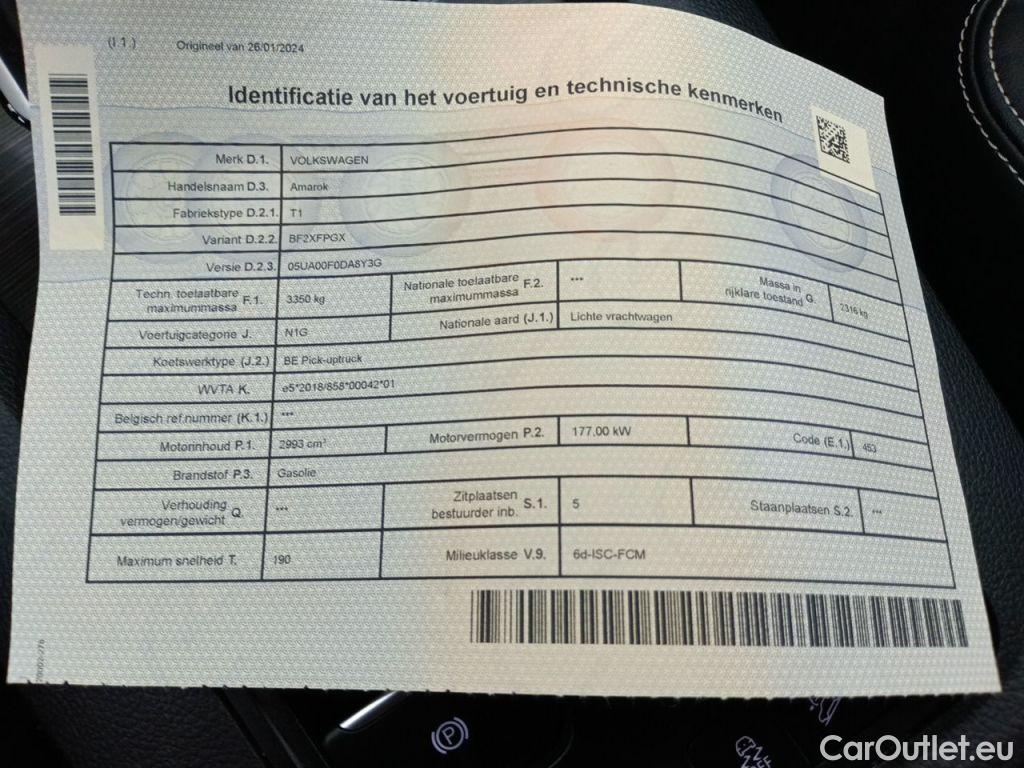 (I.1.) Origineel van 26/01/2024
Identificatie van het voertuig en technische kenmerken
Merk D.1. VOLKSWAGEN
Handelsnaam D.3. Amarok
Fabriekstype D.2.1. T1
Variant D.2.2. BF2XFPGX
Versie D.2.3. 05UA00F0DA8Y3G
Techn. toelaatbare maximummassa F.1. 3350 kg Nationale toelaatbare maximummassa F.2. *** Massa in rijklare toestand G. 2316 kg
Voertuigcategorie J. N1G Nationale aard (J.1.) Lichte vrachtwagen
Koetswerktype (J.2.) BE Pick-uptruck
WVTA K. e5*2018/858*00042*01
Belgisch ref.nummer (K.1.) ***
Motorinhoud P.1. 2993 cm³ Motorvermogen P.2. 177,00 kW Code (E.1.) 453
Brandstof P.3. Gasolie
Verhouding vermogen/gewicht Q. *** Zitplaatsen bestuurder inb. S.1. 5 Staanplaatsen S.2. ***
Maximum snelheid T. 190 Milieuklasse V.9. 6d-ISC-FCM
P
CarOutlet.eu